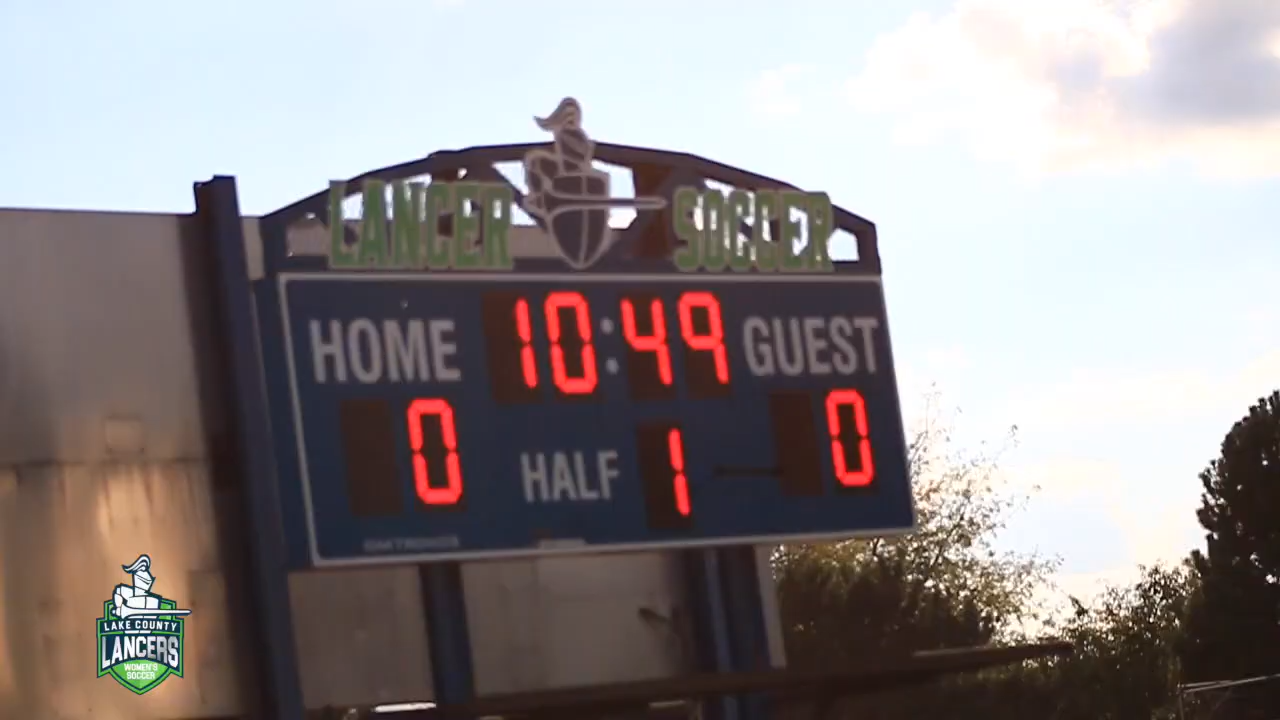 LANCER SOCCER
HOME 10:49 GUEST
0 HALF 1 0
LAKE COUNTY
LANCERS
WOMEN'S
SOCCER